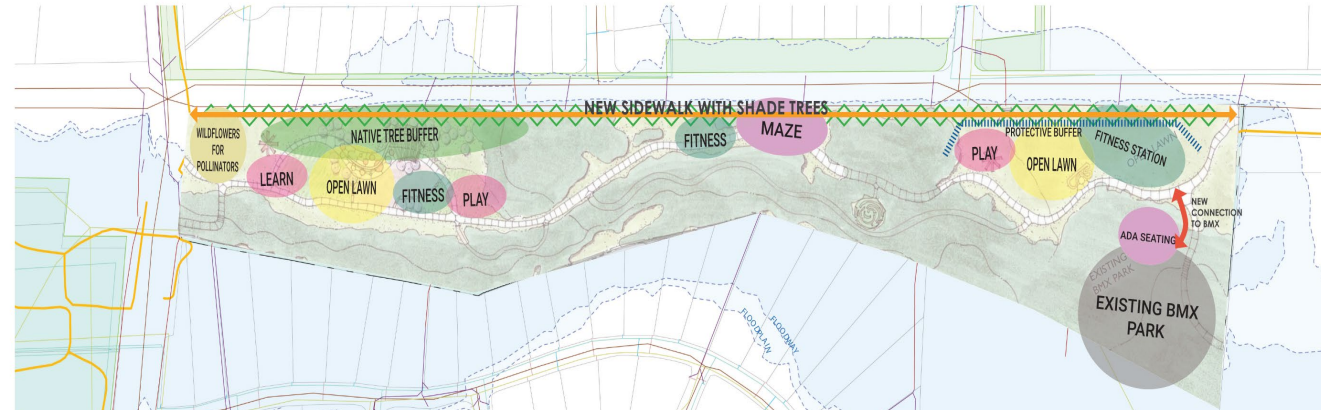 NEW SIDEWALK WITH SHADE TREES
WILDFLOWERS
FOR
POLLINATORS
NATIVE TREE BUFFER
LEARN
OPEN LAWN
FITNESS
PLAY
FITNESS
MAZE
PLAY
PROTECTIVE BUFFER
OPEN LAWN
FITNESS STATION
OPEN LAWN
NEW
CONNECTION
TO BMX
ADA SEATING
EXISTING
BMX PARK
EXISTING BMX
PARK
FLOODPLAIN
FLOODWAY